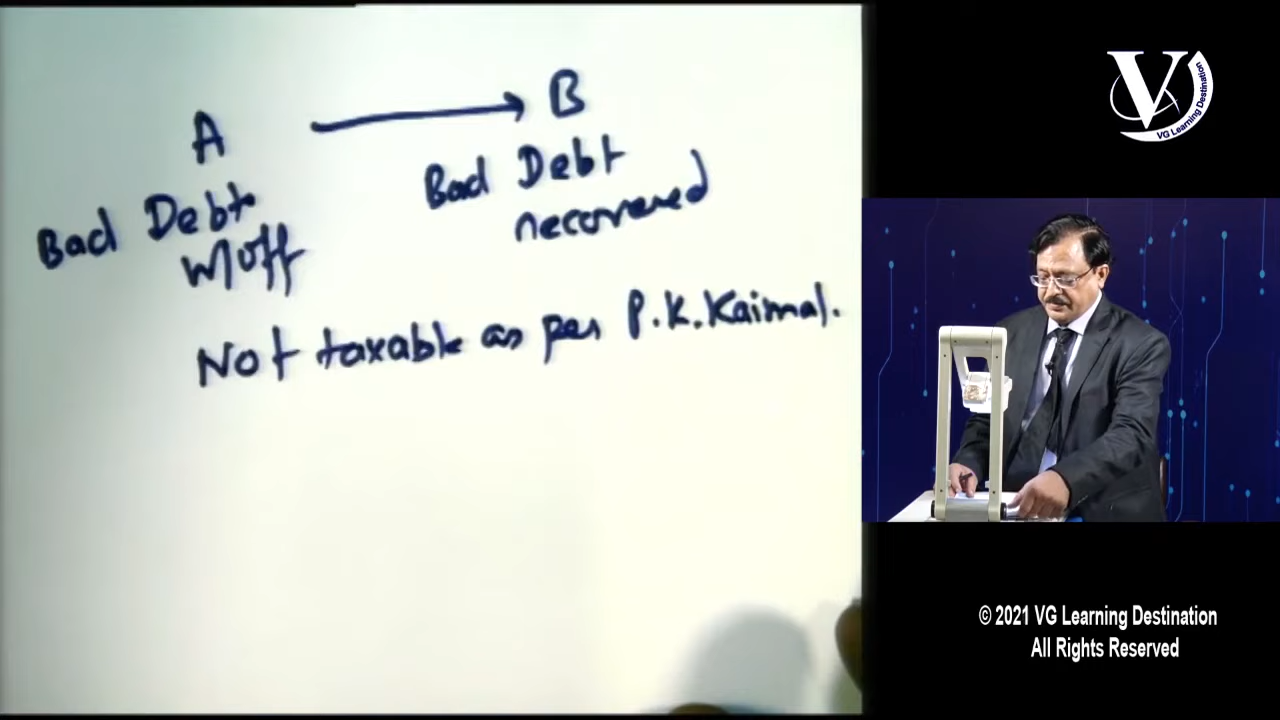 A
B
Bad Debts
W/off
Bad Debt
recovered
Not taxable as per P.K.Kaimal.
V
VG Learning Destination
© 2021 VG Learning Destination
All Rights Reserved